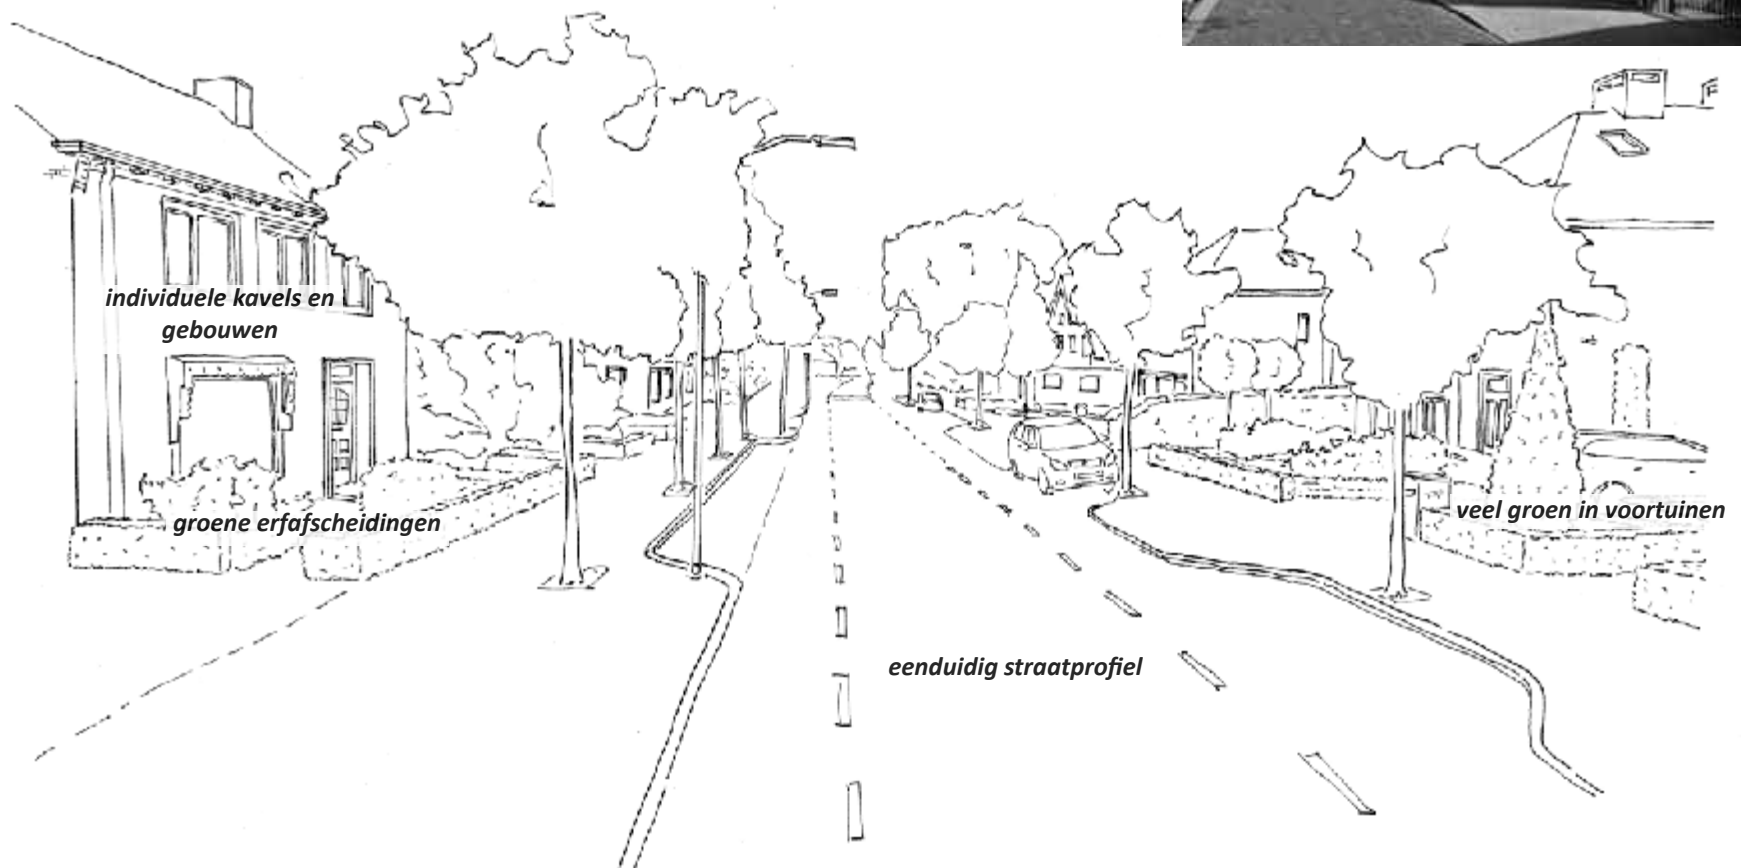 individuele kavels en
gebouwen
groene erfafscheidingen
veel groen in voortuinen
eenduidig straatprofiel